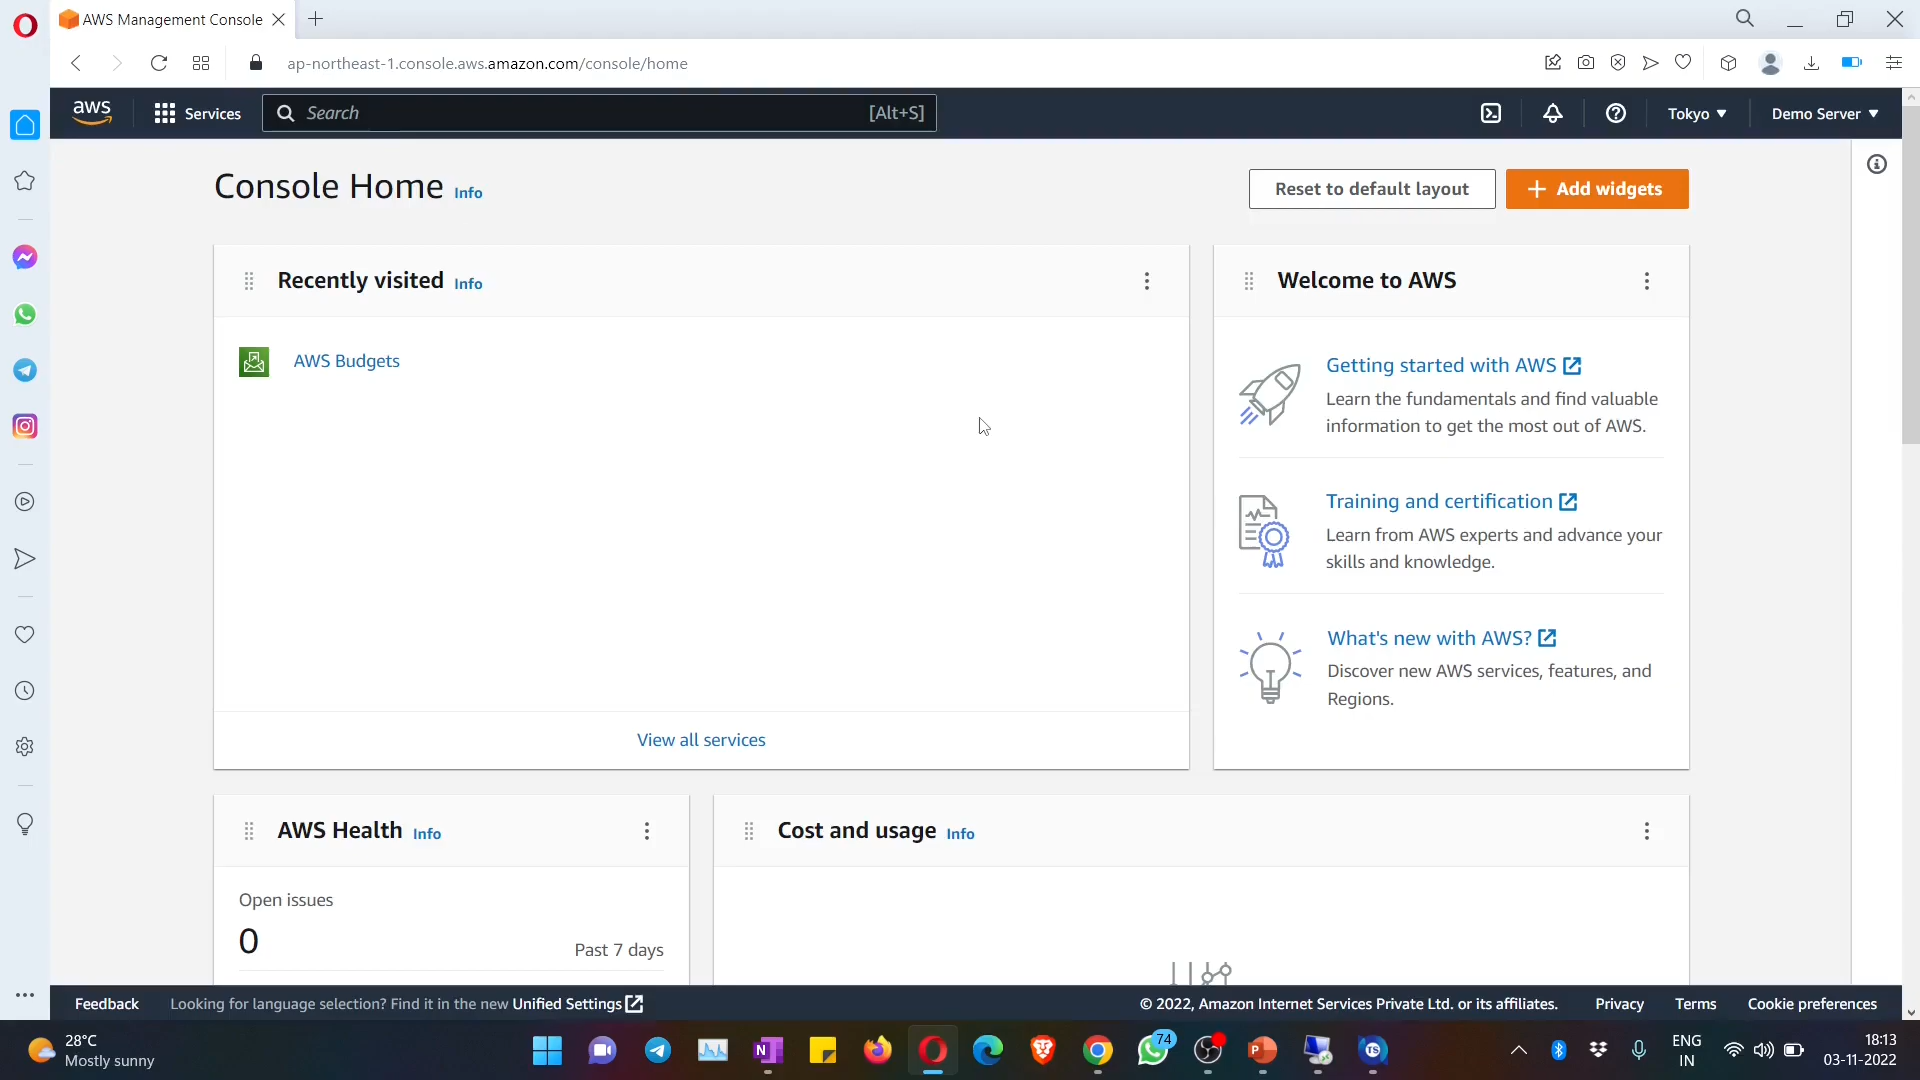 AWS Management Console
ap-northeast-1.console.aws.amazon.com/console/home
aws
Services
Search
[Alt+S]
Tokyo
Demo Server
Console Home Info
Reset to default layout
Add widgets
Recently visited Info
AWS Budgets
View all services
Welcome to AWS
Getting started with AWS
Learn the fundamentals and find valuable
information to get the most out of AWS.
Training and certification
Learn from AWS experts and advance your
skills and knowledge.
What's new with AWS?
Discover new AWS services, features, and
Regions.
AWS Health Info
Open issues
0
Past 7 days
Cost and usage Info
Feedback
Looking for language selection? Find it in the new Unified Settings
© 2022, Amazon Internet Services Private Ltd. or its affiliates.
Privacy
Terms
Cookie preferences
28°C
Mostly sunny
N
74
P
TS
ENG
IN
18:13
03-11-2022